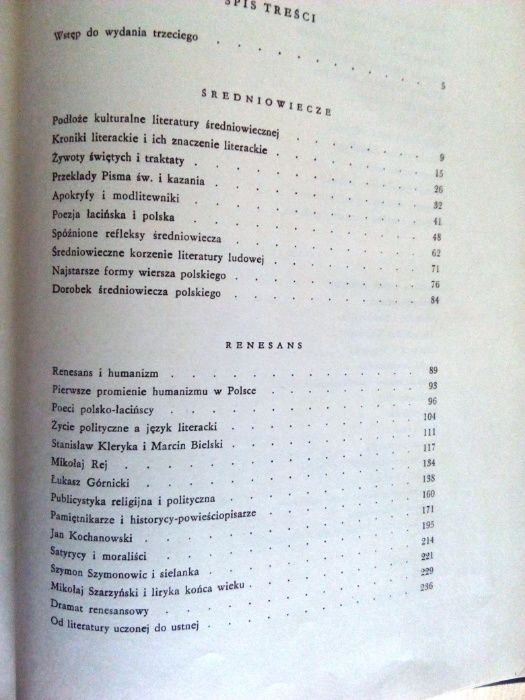 SPIS TREŚCI
Wstęp do wydania trzeciego . . . . . . . . . . 5
ŚREDNIOWIECZE
Podłoże kulturalne literatury średniowiecznej . . . . . . 9
Kroniki literackie i ich znaczenie literackie . . . . . . 15
Żywoty świętych i traktaty . . . . . . . . . . 26
Przekłady Pisma św. i kazania . . . . . . . . . 32
Apokryfy i modlitewniki . . . . . . . . . . 41
Poezja łacińska i polska . . . . . . . . . . 48
Spóźnione refleksy średniowiecza . . . . . . . . 62
Średniowieczne korzenie literatury ludowej . . . . . . 71
Najstarsze formy wiersza polskiego . . . . . . . . 76
Dorobek średniowiecza polskiego . . . . . . . . 84
RENESANS
Renesans i humanizm . . . . . . . . . . 89
Pierwsze promienie humanizmu w Polsce . . . . . . 93
Poeci polsko-łacińscy . . . . . . . . . . 96
Życie polityczne a język literacki . . . . . . . . 104
Stanisław Kleryka i Marcin Bielski . . . . . . . . 111
Mikołaj Rej . . . . . . . . . . . . 117
Łukasz Górnicki . . . . . . . . . . . 134
Publicystyka religijna i polityczna . . . . . . . . 138
Pamiętnikarze i historycy-powieściopisarze . . . . . . 160
Jan Kochanowski . . . . . . . . . . . 171
Satyrycy i moraliści . . . . . . . . . . 195
Szymon Szymonowic i sielanka . . . . . . . . 214
Mikołaj Szarzyński i liryka końca wieku . . . . . . 221
Dramat renesansowy . . . . . . . . . . 229
Od literatury uczonej do ustnej . . . . . . . . 236